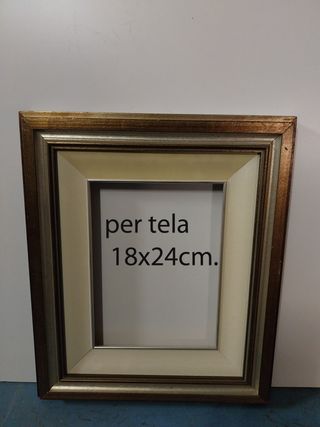 per tela
18x24cm.